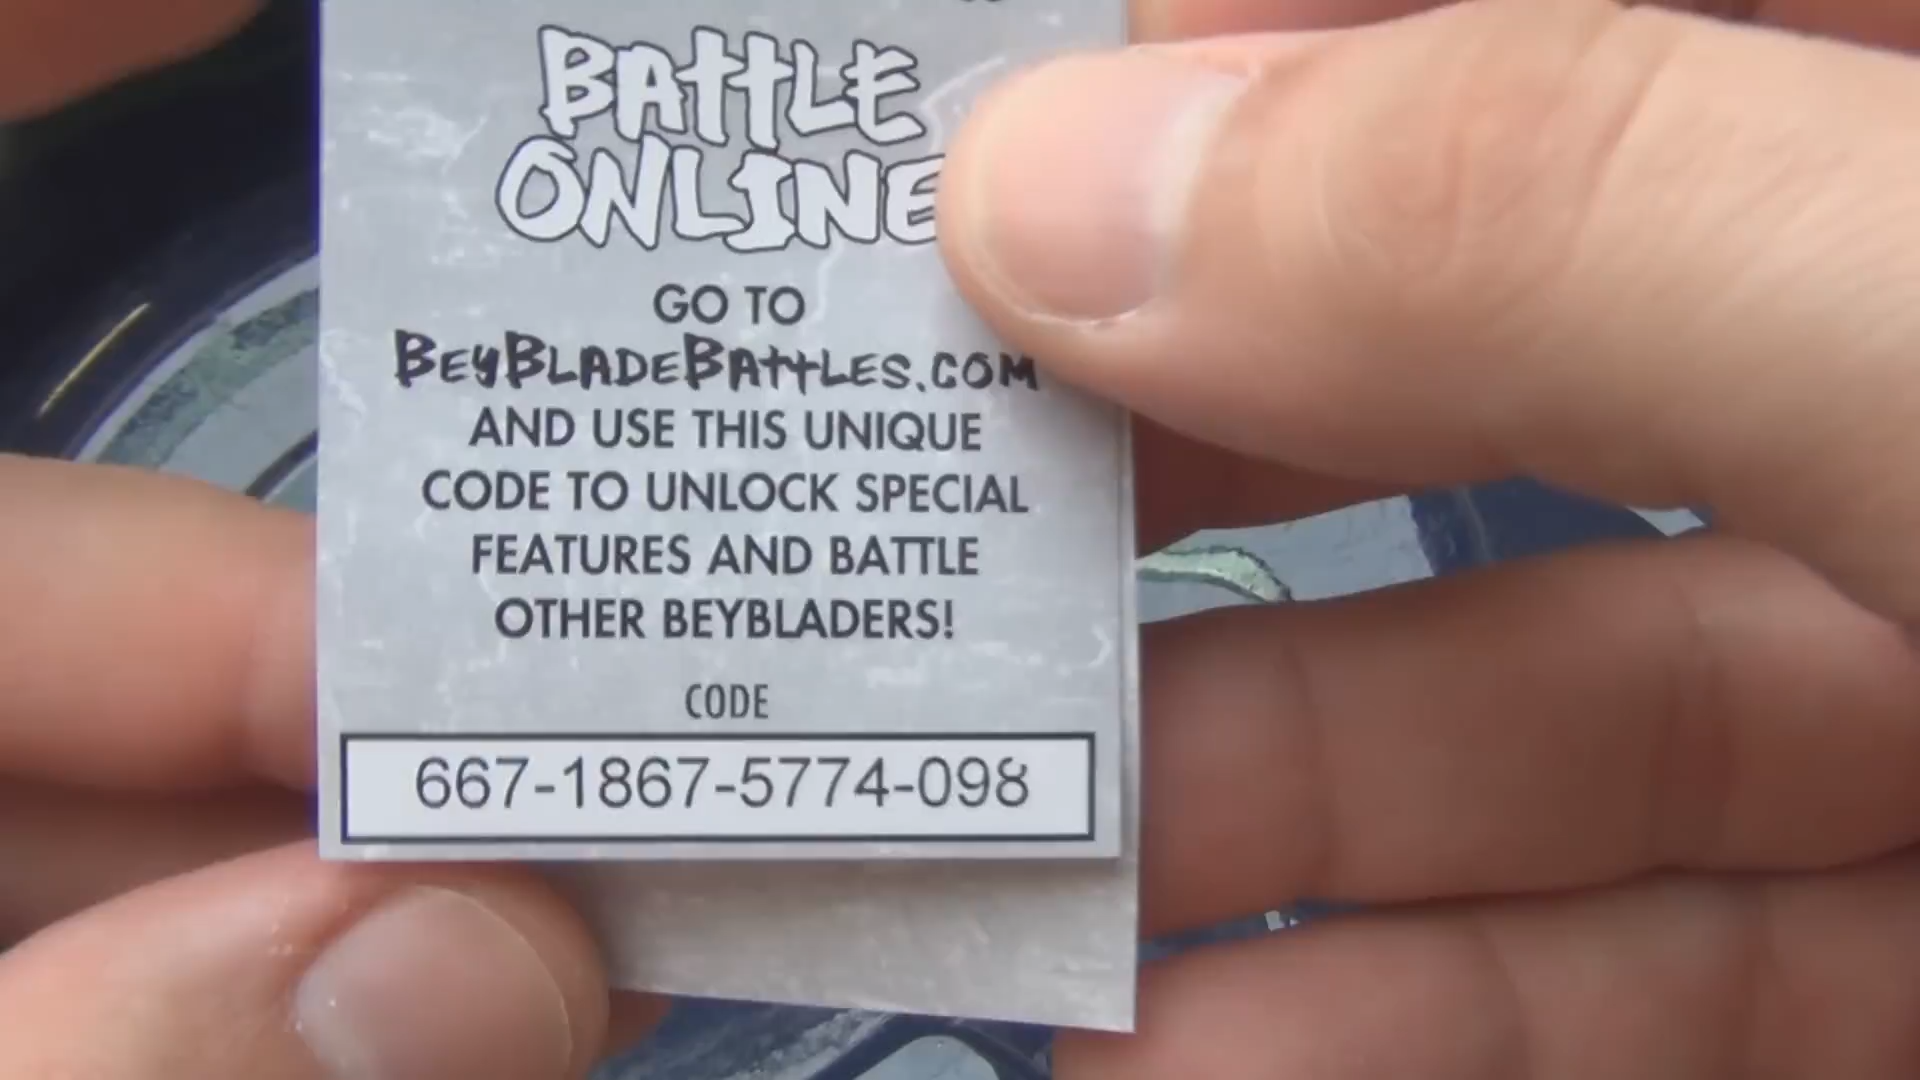 BATTLE
ONLINE
GO TO
BEYBLADEBATTLES.COM
AND USE THIS UNIQUE
CODE TO UNLOCK SPECIAL
FEATURES AND BATTLE
OTHER BEYBLADERS!
CODE
667-1867-5774-098